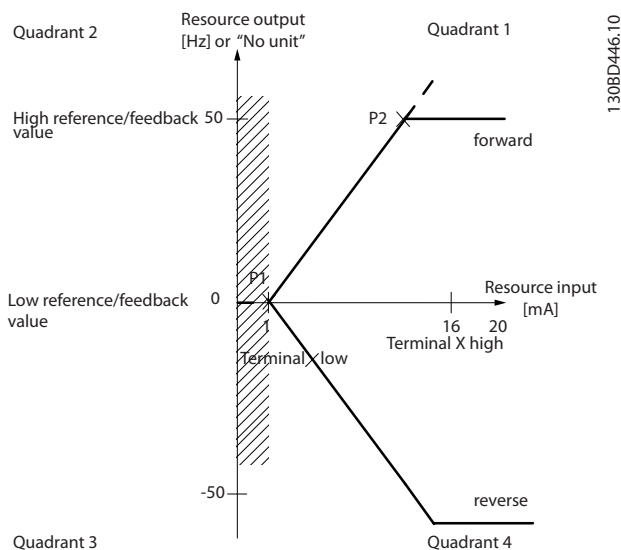 Quadrant 2
Resource output
[Hz] or “No unit”
Quadrant 1
130BD446.10
High reference/feedback
value
50
P2
forward
P1
Low reference/feedback
value
0
Resource input
[mA]
1
16
20
Terminal X high
Terminal X low
-50
reverse
Quadrant 3
Quadrant 4